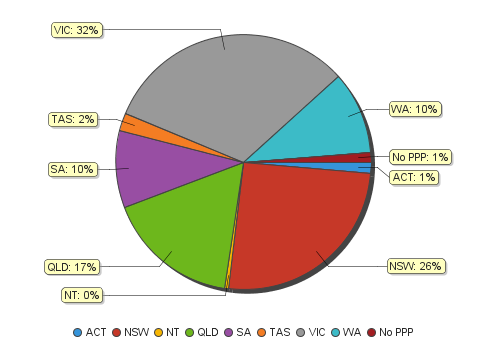 VIC: 32%
WA: 10%
TAS: 2%
No PPP: 1%
SA: 10%
ACT: 1%
QLD: 17%
NSW: 26%
NT: 0%
ACT NSW NT QLD SA TAS VIC WA No PPP